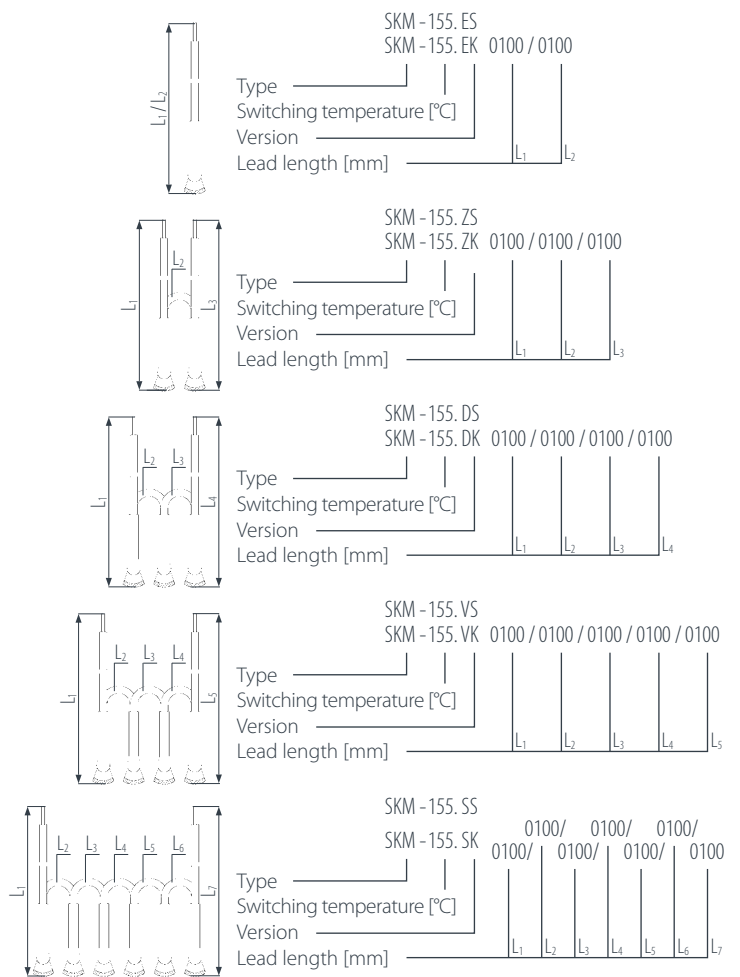 SKM - 155. ES
SKM - 155. EK 0100 / 0100
L1 / L2
Type
Switching temperature [°C]
Version
Lead length [mm]
L1 L2
SKM - 155. ZS
SKM - 155. ZK 0100 / 0100 / 0100
L1 L2 L3
Type
Switching temperature [°C]
Version
Lead length [mm]
L1 L2 L3
SKM - 155. DS
SKM - 155. DK 0100 / 0100 / 0100 / 0100
L1 L2 L3 L4
Type
Switching temperature [°C]
Version
Lead length [mm]
L1 L2 L3 L4
SKM - 155. VS
SKM - 155. VK 0100 / 0100 / 0100 / 0100 / 0100
L1 L2 L3 L4 L5
Type
Switching temperature [°C]
Version
Lead length [mm]
L1 L2 L3 L4 L5
SKM - 155. SS
SKM - 155. SK 0100/ 0100/ 0100/ 0100/ 0100/ 0100/ 0100
L1 L2 L3 L4 L5 L6 L7
Type
Switching temperature [°C]
Version
Lead length [mm]
L1 L2 L3 L4 L5 L6 L7